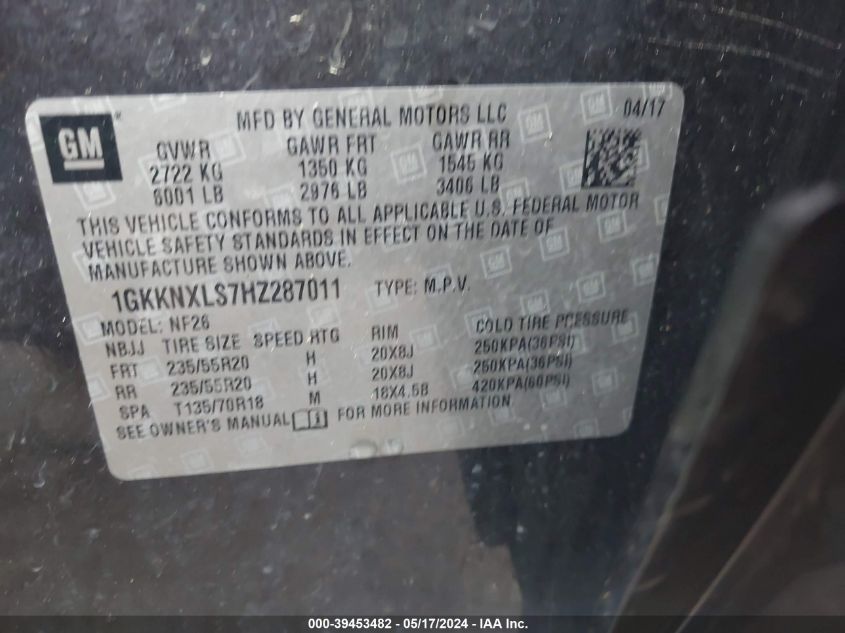 GM
MFD BY GENERAL MOTORS LLC 04/17
GVWR GAWR FRT GAWR RR
2722 KG 1350 KG 1545 KG
6001 LB 2976 LB 3406 LB
THIS VEHICLE CONFORMS TO ALL APPLICABLE U.S. FEDERAL MOTOR
VEHICLE SAFETY STANDARDS IN EFFECT ON THE DATE OF
MANUFACTURE SHOWN ABOVE.
1GKKNXLS7HZ287011 TYPE: M.P.V.
MODEL: NF26
NBJJ TIRE SIZE SPEED RTG RIM COLD TIRE PRESSURE
FRT 235/55R20 H 20X8J 250KPA(36PSI)
RR 235/55R20 H 20X8J 250KPA(36PSI)
SPA T135/70R18 M 18X4.5B 420KPA(60PSI)
SEE OWNER'S MANUAL FOR MORE INFORMATION.
000-39453482 - 05/17/2024 - IAA Inc.